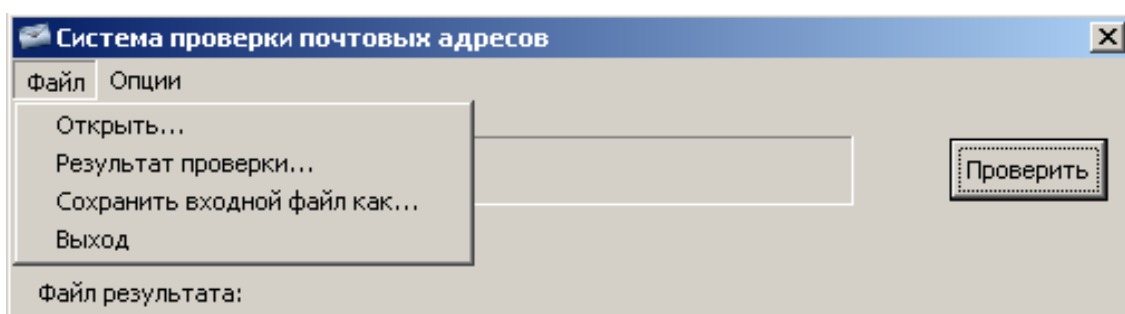 Система проверки почтовых адресов
Файл Опции
Открыть...
Результат проверки...
Сохранить входной файл как...
Выход
Проверить
Файл результата: